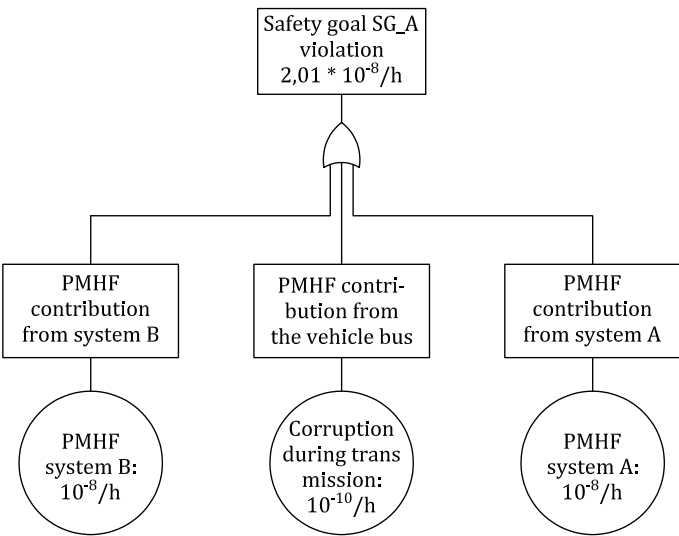 Safety goal SG_A
violation
2,01 * 10⁻⁸/h
PMHF
contribution
from system B
PMHF contri-
bution from
the vehicle bus
PMHF
contribution
from system A
PMHF
system B:
10⁻⁸/h
Corruption
during trans
mission:
10⁻¹⁰/h
PMHF
system A:
10⁻⁸/h